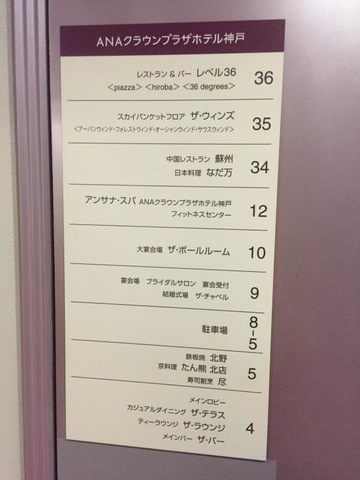 ANAクラウンプラザホテル神戸
レストラン & バー レベル36
<piazza> <hiroba> <36 degrees>
36
スカイバンケットフロア ザ・ウィンズ
<アーバンウィンド・フォレストウィンド・オーシャンウィンド・サウスウィンド>
35
中国レストラン 蘇州
日本料理 なだ万
34
アンサナ・スパ ANAクラウンプラザホテル神戸
フィットネスセンター
12
大宴会場 ザ・ボールルーム
10
宴会場 ブライダルサロン 宴会受付
結婚式場 ザ・チャペル
9
駐車場
8-5
鉄板焼 北野
京料理 たん熊 北店
寿司割烹 尽
5
メインロビー
カジュアルダイニング ザ・テラス
ティーラウンジ ザ・ラウンジ
メインバー ザ・バー
4